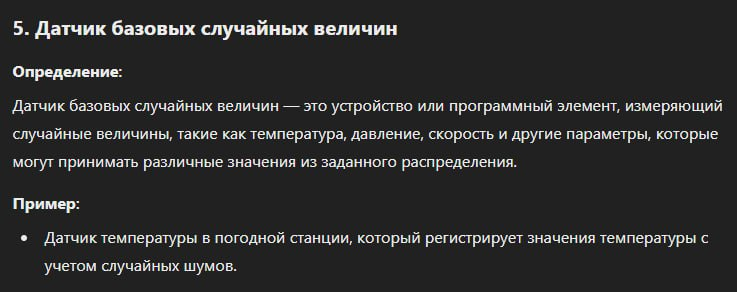 5. Датчик базовых случайных величин
Определение:
Датчик базовых случайных величин — это устройство или программный элемент, измеряющий
случайные величины, такие как температура, давление, скорость и другие параметры, которые
могут принимать различные значения из заданного распределения.
Пример:
• Датчик температуры в погодной станции, который регистрирует значения температуры с
учетом случайных шумов.